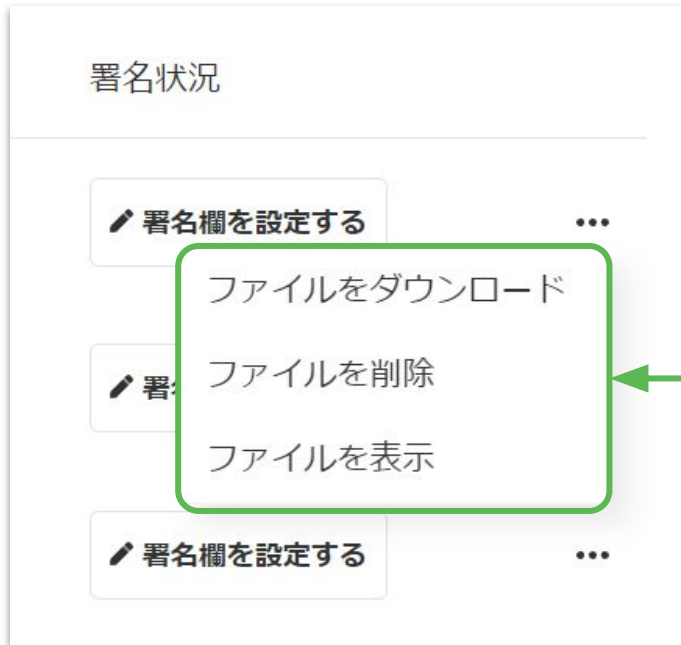 署名状況
署名欄を設定する
ファイルをダウンロード
ファイルを削除
署
ファイルを表示
署名欄を設定する